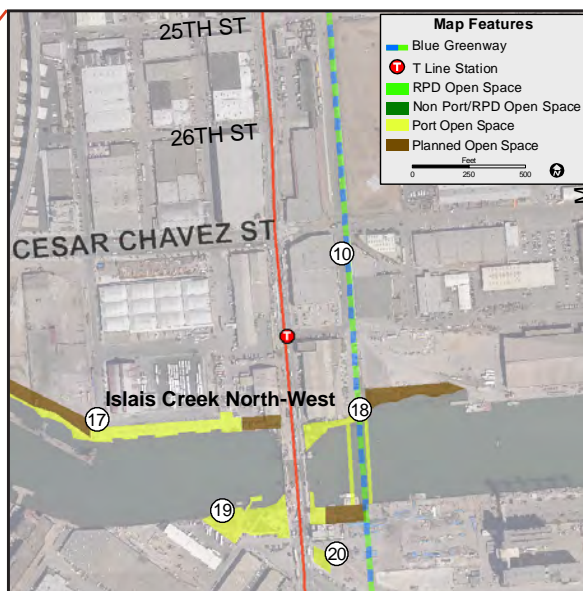 25TH ST
26TH ST
CESAR CHAVEZ ST
Map Features
Blue Greenway
T
T Line Station
RPD Open Space
Non Port/RPD Open Space
Port Open Space
Planned Open Space
Feet
0 250 500
N
M
10
T
Islais Creek North-West
17
18
19
20